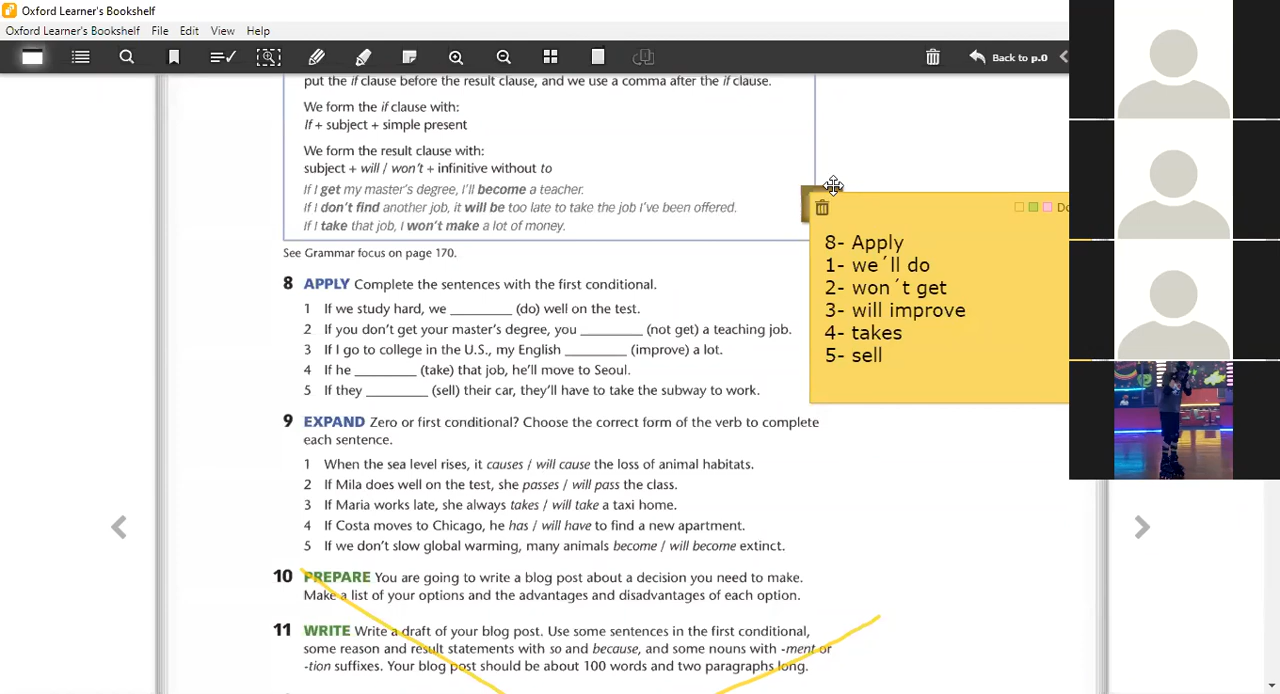 Oxford Learner's Bookshelf
Oxford Learner's Bookshelf File Edit View Help
Back to p.0
put the if clause before the result clause, and we use a comma after the if clause.
We form the if clause with:
If + subject + simple present
We form the result clause with:
subject + will / won't + infinitive without to
If I get my master's degree, I'll become a teacher.
If I don't find another job, it will be too late to take the job I've been offered.
If I take that job, I won't make a lot of money.
See Grammar focus on page 170.
8 APPLY Complete the sentences with the first conditional.
1 If we study hard, we ________ (do) well on the test.
2 If you don't get your master's degree, you ________ (not get) a teaching job.
3 If I go to college in the U.S., my English ________ (improve) a lot.
4 If he ________ (take) that job, he'll move to Seoul.
5 If they ________ (sell) their car, they'll have to take the subway to work.
9 EXPAND Zero or first conditional? Choose the correct form of the verb to complete
each sentence.
1 When the sea level rises, it causes / will cause the loss of animal habitats.
2 If Mila does well on the test, she passes / will pass the class.
3 If Maria works late, she always takes / will take a taxi home.
4 If Costa moves to Chicago, he has / will have to find a new apartment.
5 If we don't slow global warming, many animals become / will become extinct.
10 PREPARE You are going to write a blog post about a decision you need to make.
Make a list of your options and the advantages and disadvantages of each option.
11 WRITE Write a draft of your blog post. Use some sentences in the first conditional,
some reason and result statements with so and because, and some nouns with -ment or
-tion suffixes. Your blog post should be about 100 words and two paragraphs long.
Do
8- Apply
1- we´ll do
2- won´t get
3- will improve
4- takes
5- sell